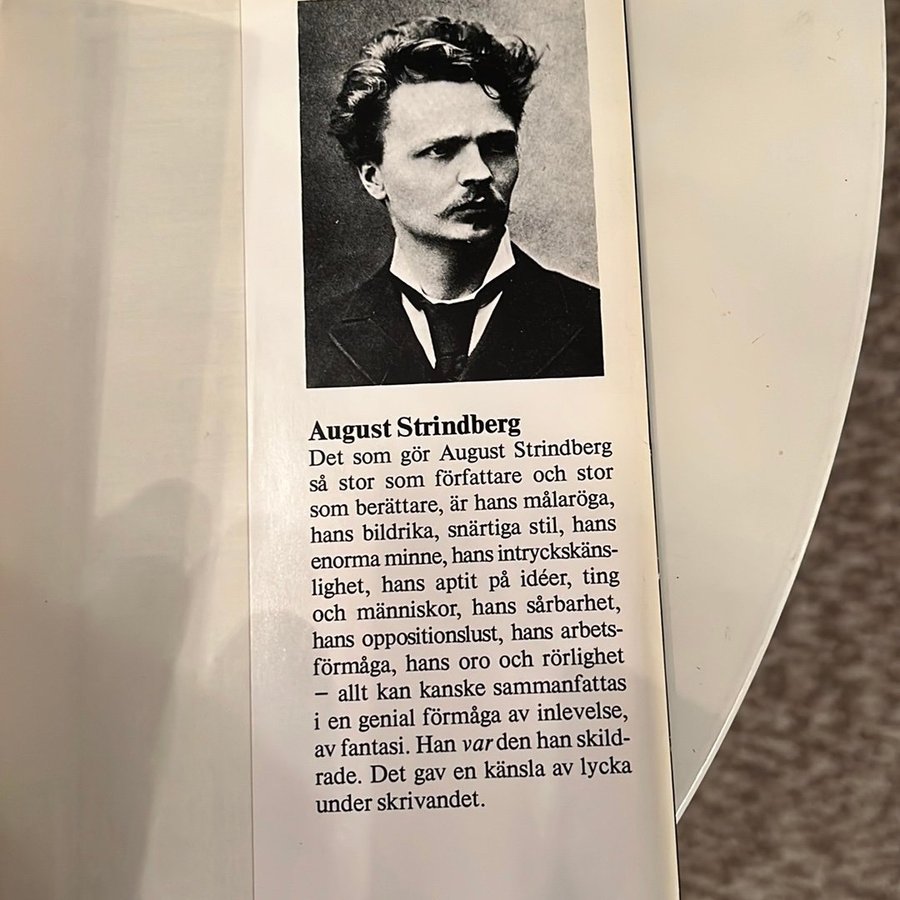 August Strindberg
Det som gör August Strindberg
så stor som författare och stor
som berättare, är hans målaröga,
hans bildrika, snärtiga stil, hans
enorma minne, hans intryckskäns-
lighet, hans aptit på idéer, ting
och människor, hans sårbarhet,
hans oppositionslust, hans arbets-
förmåga, hans oro och rörlighet
– allt kan kanske sammanfattas
i en genial förmåga av inlevelse,
av fantasi. Han var den han skild-
rade. Det gav en känsla av lycka
under skrivandet.